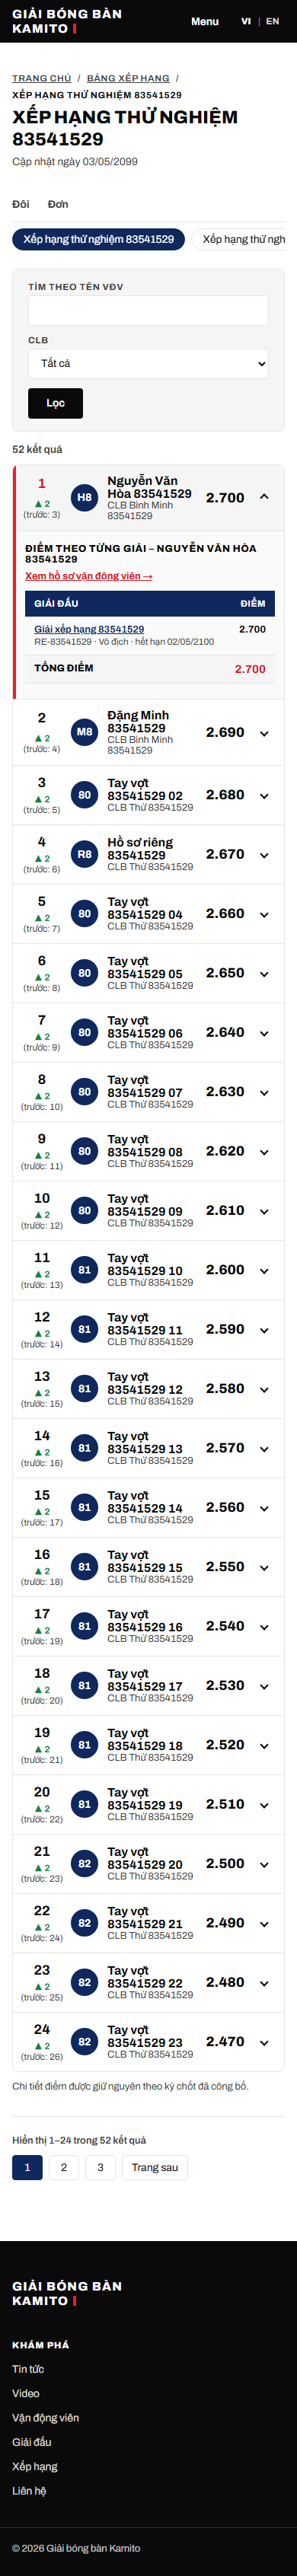 GIẢI BÓNG BÀN
KAMITO
Menu
VI | EN
TRANG CHỦ / BẢNG XẾP HẠNG /
XẾP HẠNG THỬ NGHIỆM 83541529
XẾP HẠNG THỬ NGHIỆM
83541529
Cập nhật ngày 03/05/2099
Đôi Đơn
Xếp hạng thử nghiệm 83541529 Xếp hạng thử ngh
TÌM THEO TÊN VĐV
CLB
Tất cả
Lọc
52 kết quả
1
▲ 2
(trước: 3)
H8
Nguyễn Văn
Hòa 83541529
CLB Bình Minh
83541529
2.700
ĐIỂM THEO TỪNG GIẢI – NGUYỄN VĂN HÒA
83541529
Xem hồ sơ vận động viên →
GIẢI ĐẤU ĐIỂM
Giải xếp hạng 83541529 2.700
RE-83541529 · Vô địch · hết hạn 02/05/2100
TỔNG ĐIỂM 2.700
2
▲ 2
(trước: 4)
M8
Đặng Minh
83541529
CLB Bình Minh
83541529
2.690
3
▲ 2
(trước: 5)
80
Tay vợt
83541529 02
CLB Thử 83541529
2.680
4
▲ 2
(trước: 6)
R8
Hồ sơ riêng
83541529
CLB Thử 83541529
2.670
5
▲ 2
(trước: 7)
80
Tay vợt
83541529 04
CLB Thử 83541529
2.660
6
▲ 2
(trước: 8)
80
Tay vợt
83541529 05
CLB Thử 83541529
2.650
7
▲ 2
(trước: 9)
80
Tay vợt
83541529 06
CLB Thử 83541529
2.640
8
▲ 2
(trước: 10)
80
Tay vợt
83541529 07
CLB Thử 83541529
2.630
9
▲ 2
(trước: 11)
80
Tay vợt
83541529 08
CLB Thử 83541529
2.620
10
▲ 2
(trước: 12)
80
Tay vợt
83541529 09
CLB Thử 83541529
2.610
11
▲ 2
(trước: 13)
81
Tay vợt
83541529 10
CLB Thử 83541529
2.600
12
▲ 2
(trước: 14)
81
Tay vợt
83541529 11
CLB Thử 83541529
2.590
13
▲ 2
(trước: 15)
81
Tay vợt
83541529 12
CLB Thử 83541529
2.580
14
▲ 2
(trước: 16)
81
Tay vợt
83541529 13
CLB Thử 83541529
2.570
15
▲ 2
(trước: 17)
81
Tay vợt
83541529 14
CLB Thử 83541529
2.560
16
▲ 2
(trước: 18)
81
Tay vợt
83541529 15
CLB Thử 83541529
2.550
17
▲ 2
(trước: 19)
81
Tay vợt
83541529 16
CLB Thử 83541529
2.540
18
▲ 2
(trước: 20)
81
Tay vợt
83541529 17
CLB Thử 83541529
2.530
19
▲ 2
(trước: 21)
81
Tay vợt
83541529 18
CLB Thử 83541529
2.520
20
▲ 2
(trước: 22)
81
Tay vợt
83541529 19
CLB Thử 83541529
2.510
21
▲ 2
(trước: 23)
82
Tay vợt
83541529 20
CLB Thử 83541529
2.500
22
▲ 2
(trước: 24)
82
Tay vợt
83541529 21
CLB Thử 83541529
2.490
23
▲ 2
(trước: 25)
82
Tay vợt
83541529 22
CLB Thử 83541529
2.480
24
▲ 2
(trước: 26)
82
Tay vợt
83541529 23
CLB Thử 83541529
2.470
Chi tiết điểm được giữ nguyên theo kỳ chốt đã công bố.
Hiển thị 1–24 trong 52 kết quả
1 2 3 Trang sau
GIẢI BÓNG BÀN
KAMITO
KHÁM PHÁ
Tin tức
Video
Vận động viên
Giải đấu
Xếp hạng
Liên hệ
© 2026 Giải bóng bàn Kamito